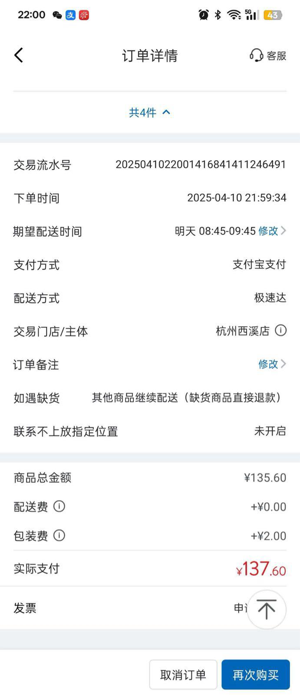 22:00 5G 43
订单详情 客服
共4件
交易流水号 2025041022001416841411246491
下单时间 2025-04-10 21:59:34
期望配送时间 明天 08:45-09:45 修改
支付方式 支付宝支付
配送方式 极速达
交易门店/主体 杭州西溪店
订单备注 修改
如遇缺货 其他商品继续配送（缺货商品直接退款）
联系不上放指定位置 未开启
商品总金额 ¥135.60
配送费 +¥0.00
包装费 +¥2.00
实际支付 ¥137.60
发票 申
取消订单 再次购买